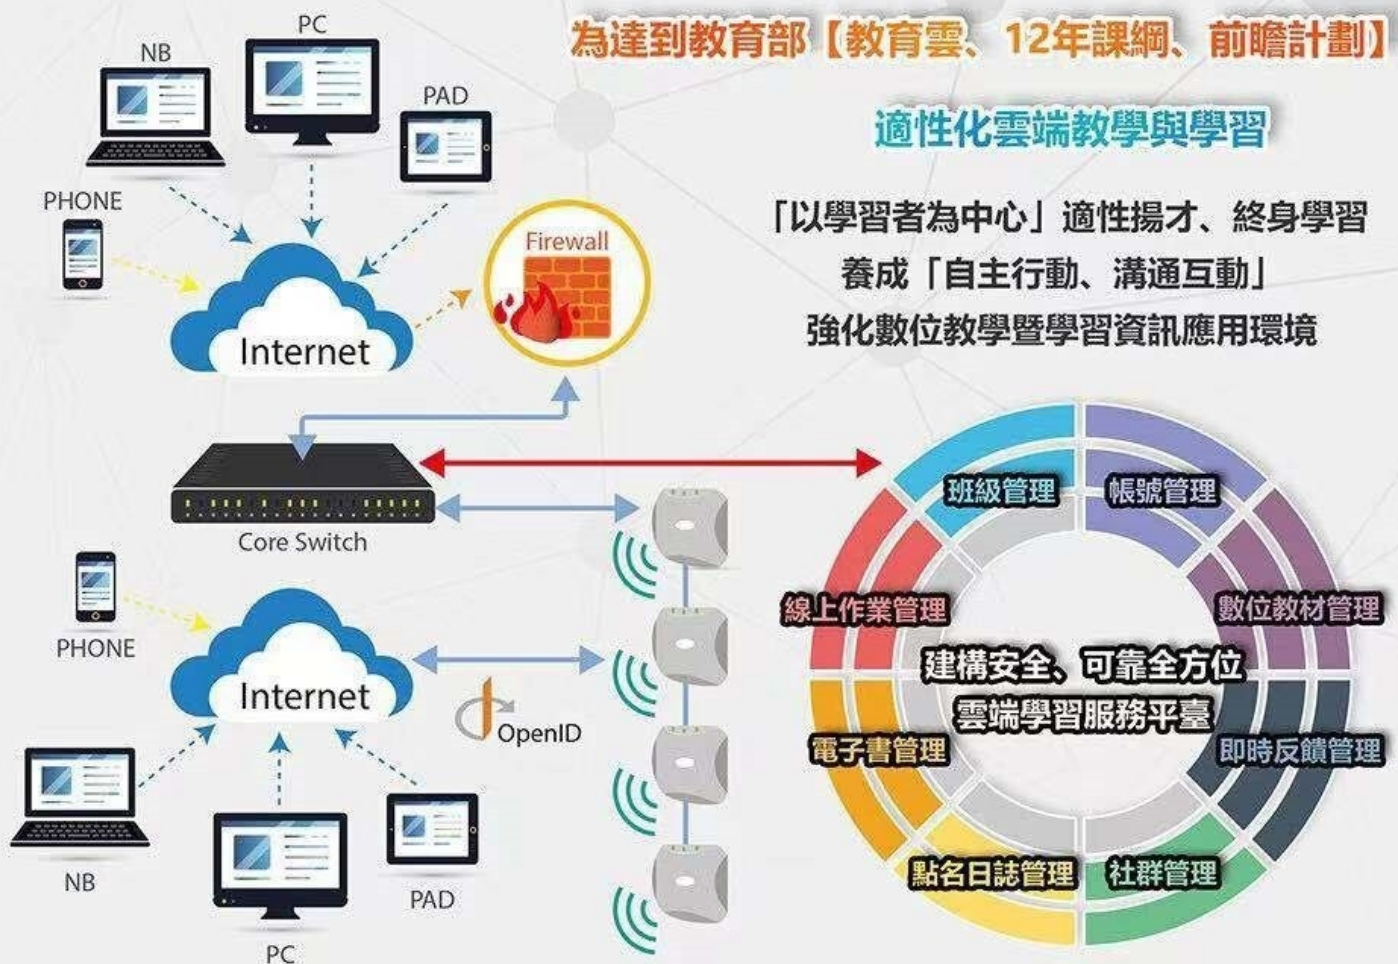 為達到教育部【教育雲、12年課綱、前瞻計劃】
適性化雲端教學與學習
「以學習者為中心」適性揚才、終身學習
養成「自主行動、溝通互動」
強化數位教學暨學習資訊應用環境
NB
PC
PAD
PHONE
Internet
Firewall
Core Switch
PHONE
Internet
OpenID
NB
PC
PAD
班級管理
帳號管理
線上作業管理
數位教材管理
建構安全、可靠全方位
雲端學習服務平臺
電子書管理
即時反饋管理
點名日誌管理
社群管理